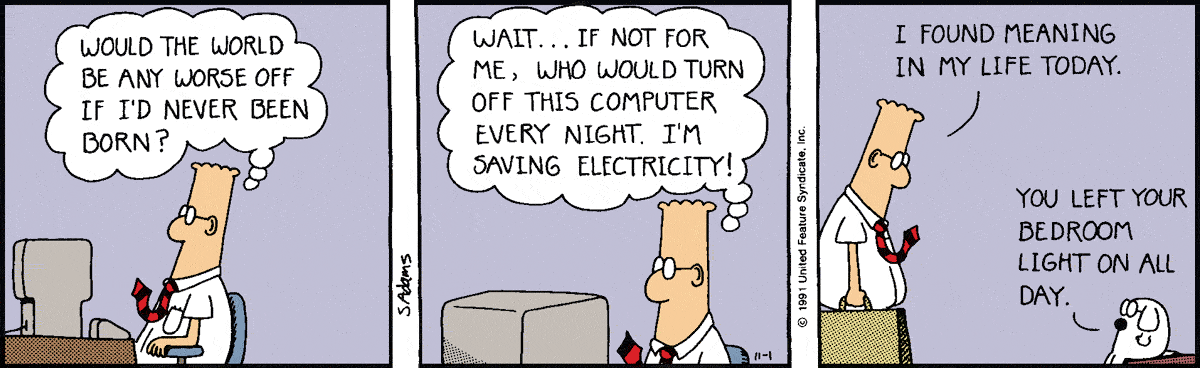 WOULD THE WORLD
BE ANY WORSE OFF
IF I'D NEVER BEEN
BORN?
WAIT... IF NOT FOR
ME, WHO WOULD TURN
OFF THIS COMPUTER
EVERY NIGHT. I'M
SAVING ELECTRICITY!
I FOUND MEANING
IN MY LIFE TODAY.
YOU LEFT YOUR
BEDROOM
LIGHT ON ALL
DAY.
S.Adams
11-1
© 1991 United Feature Syndicate, Inc.